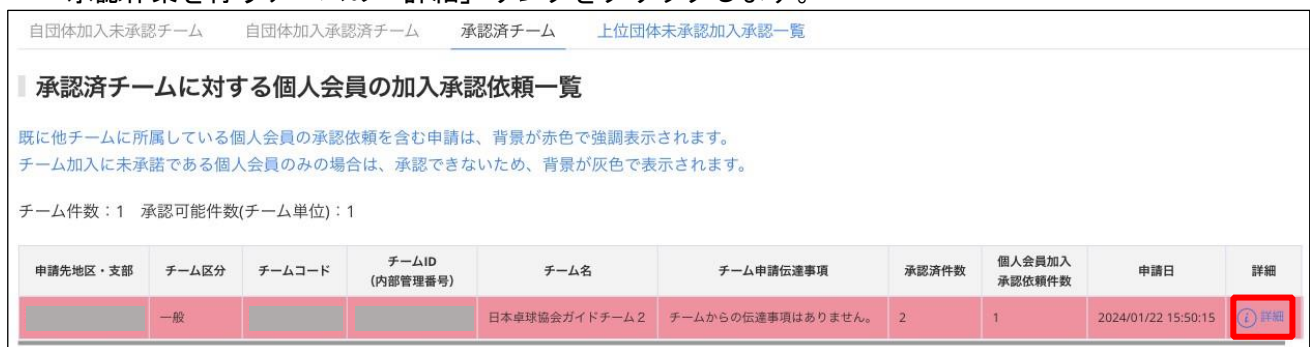 自団体加入未承認チーム 自団体加入承認済チーム 承認済チーム 上位団体未承認加入承認一覧
承認済チームに対する個人会員の加入承認依頼一覧
既に他チームに所属している個人会員の承認依頼を含む申請は、背景が赤色で強調表示されます。
チーム加入に未承諾である個人会員のみの場合は、承認できないため、背景が灰色で表示されます。
チーム件数：1 承認可能件数(チーム単位)：1
申請先地区・支部 チーム区分 チームコード チームID (内部管理番号) チーム名 チーム申請伝達事項 承認済件数 個人会員加入承認依頼件数 申請日 詳細
一般 日本卓球協会ガイドチーム２ チームからの伝達事項はありません。 2 1 2024/01/22 15:50:15 詳細